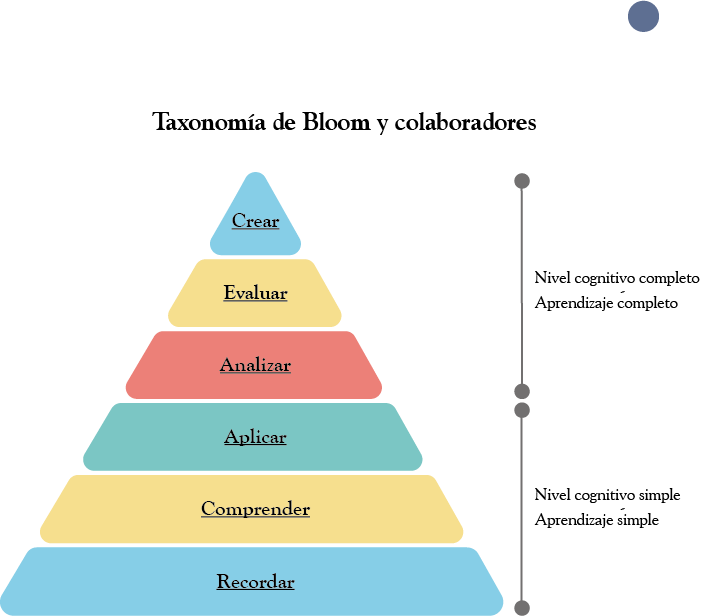 Taxonomía de Bloom y colaboradores
Crear
Evaluar
Analizar
Aplicar
Comprender
Recordar
Nivel cognitivo completo
Aprendizaje completo
Nivel cognitivo simple
Aprendizaje simple